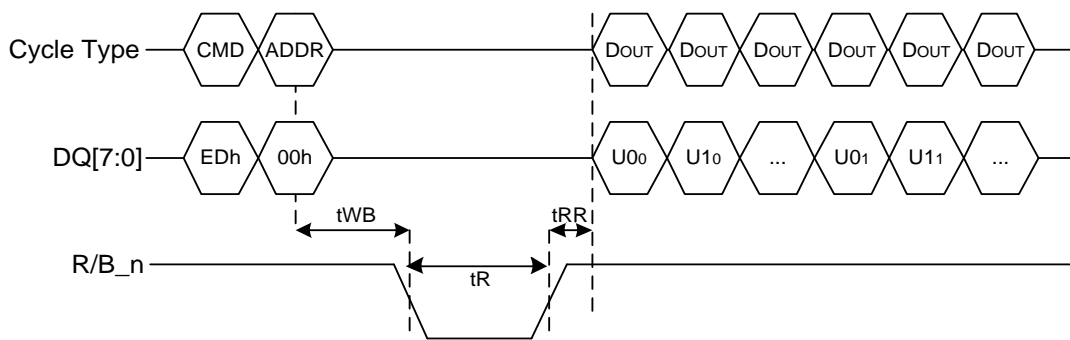 Cycle Type CMD ADDR DOUT DOUT DOUT DOUT DOUT DOUT
DQ[7:0] EDh 00h U00 U10 ... U01 U11 ...
tWB tRR
R/B_n tR